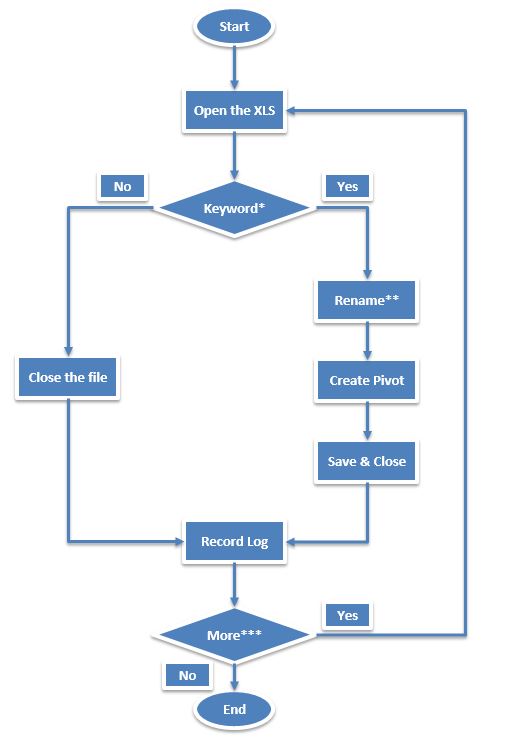 Start
Open the XLS
No
Yes
Keyword*
Rename**
Close the file
Create Pivot
Save & Close
Record Log
Yes
More***
No
End